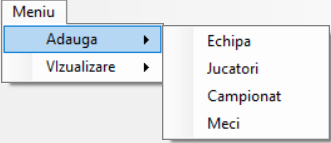 Meniu
Adauga
VIzualizare
Echipa
Jucatori
Campionat
Meci